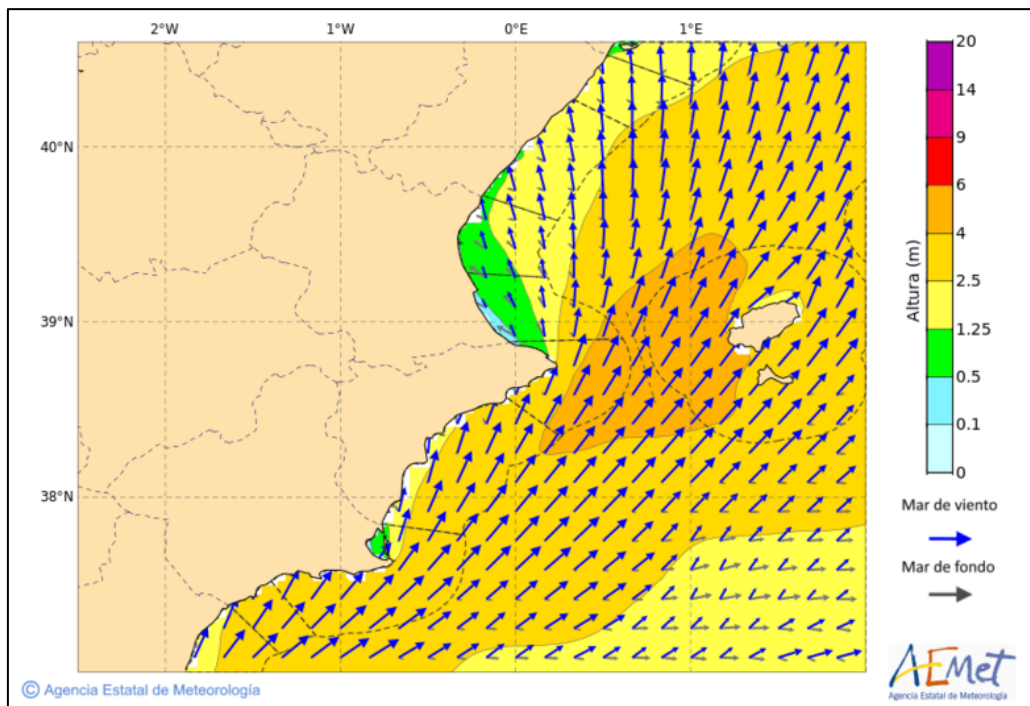 2°W 1°W 0°E 1°E
40°N
39°N
38°N
20
14
9
6
4
2.5
1.25
0.5
0.1
0
Altura (m)
Mar de viento
Mar de fondo
© Agencia Estatal de Meteorología
AEMet
Agencia Estatal de Meteorología